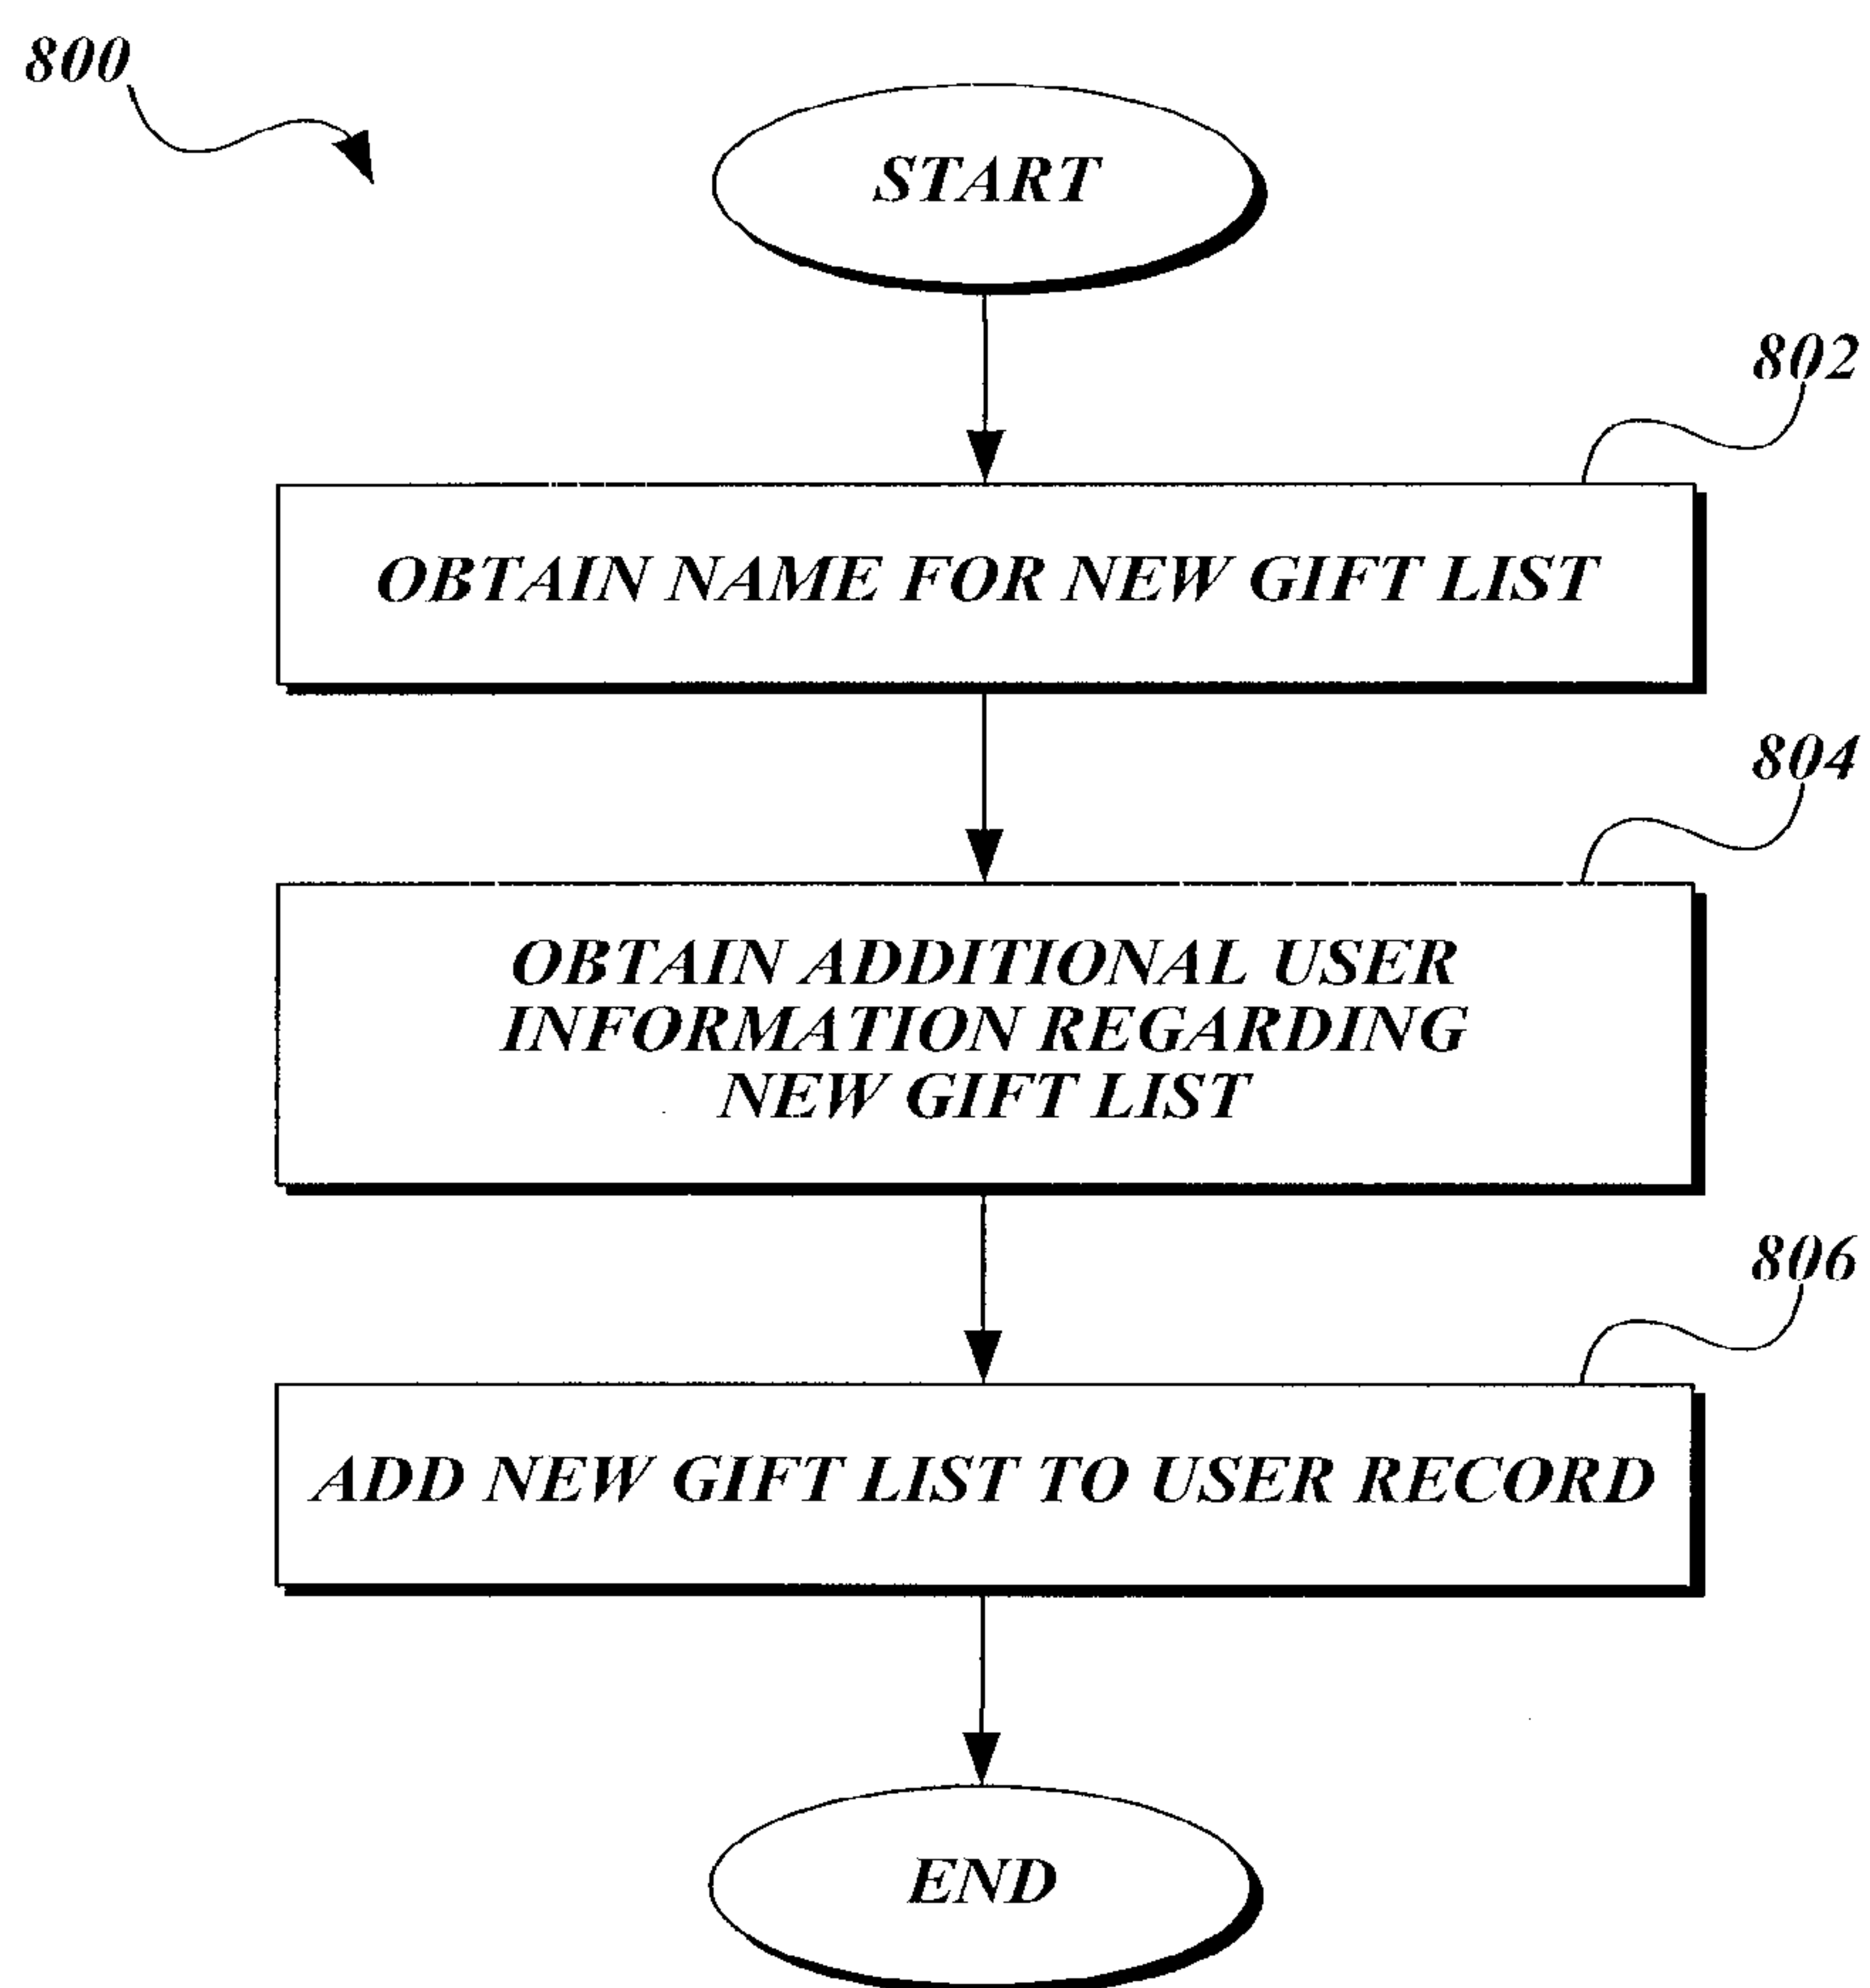 800
START
802
OBTAIN NAME FOR NEW GIFT LIST
804
OBTAIN ADDITIONAL USER
INFORMATION REGARDING
NEW GIFT LIST
806
ADD NEW GIFT LIST TO USER RECORD
END